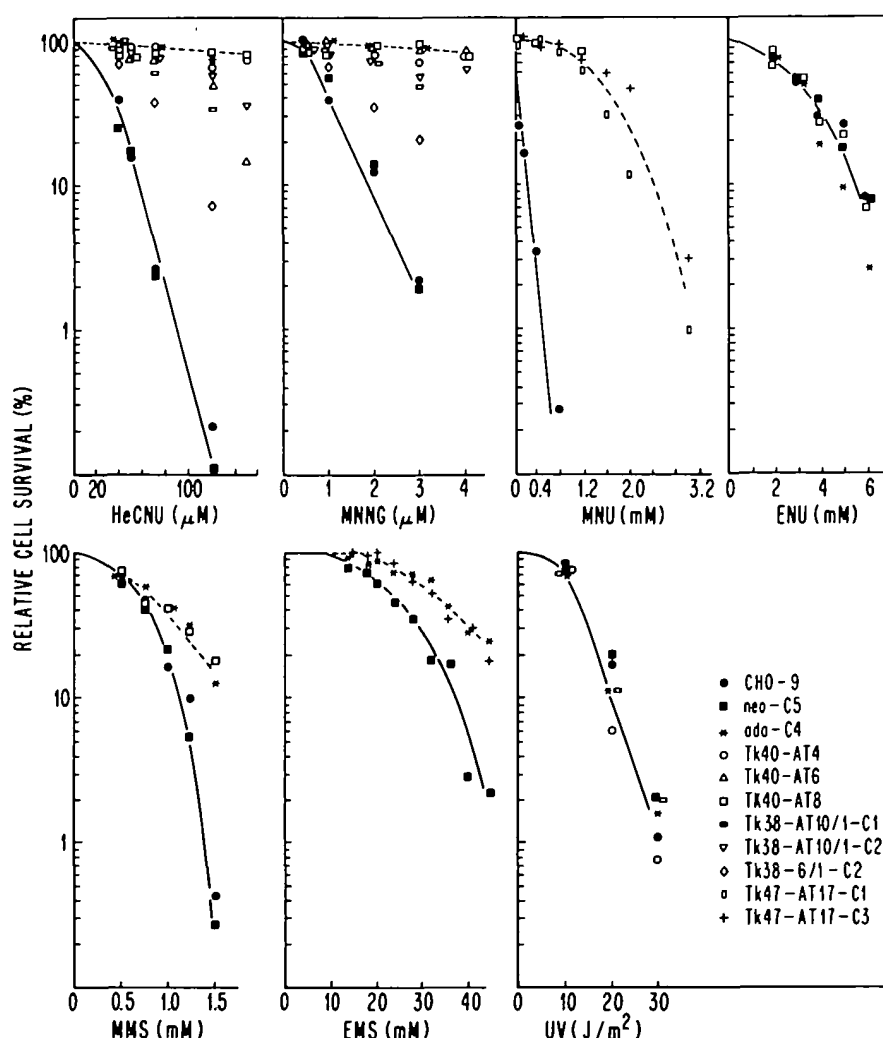 RELATIVE CELL SURVIVAL (%)
100
10
1
0 20 100
HeCNU (μM)
0 1 2 3 4
MNNG (μM)
0 0.4 1.6 2.4 3.2
MNU (mM)
0 2 4 6
ENU (mM)
100
10
1
0 0.5 1.0 1.5
MMS (mM)
0 10 20 30 40
EMS (mM)
0 10 20 30
UV (J/m²)
● CHO-9
■ neo-C5
* ada-C4
○ Tk40-AT4
△ Tk40-AT6
□ TK40-AT8
Tk38-AT10/1-C1
▽ Tk38-AT10/1-C2
◇ Tk38-6/1-C2
▯ Tk47-AT17-C1
+ Tk47-AT17-C3